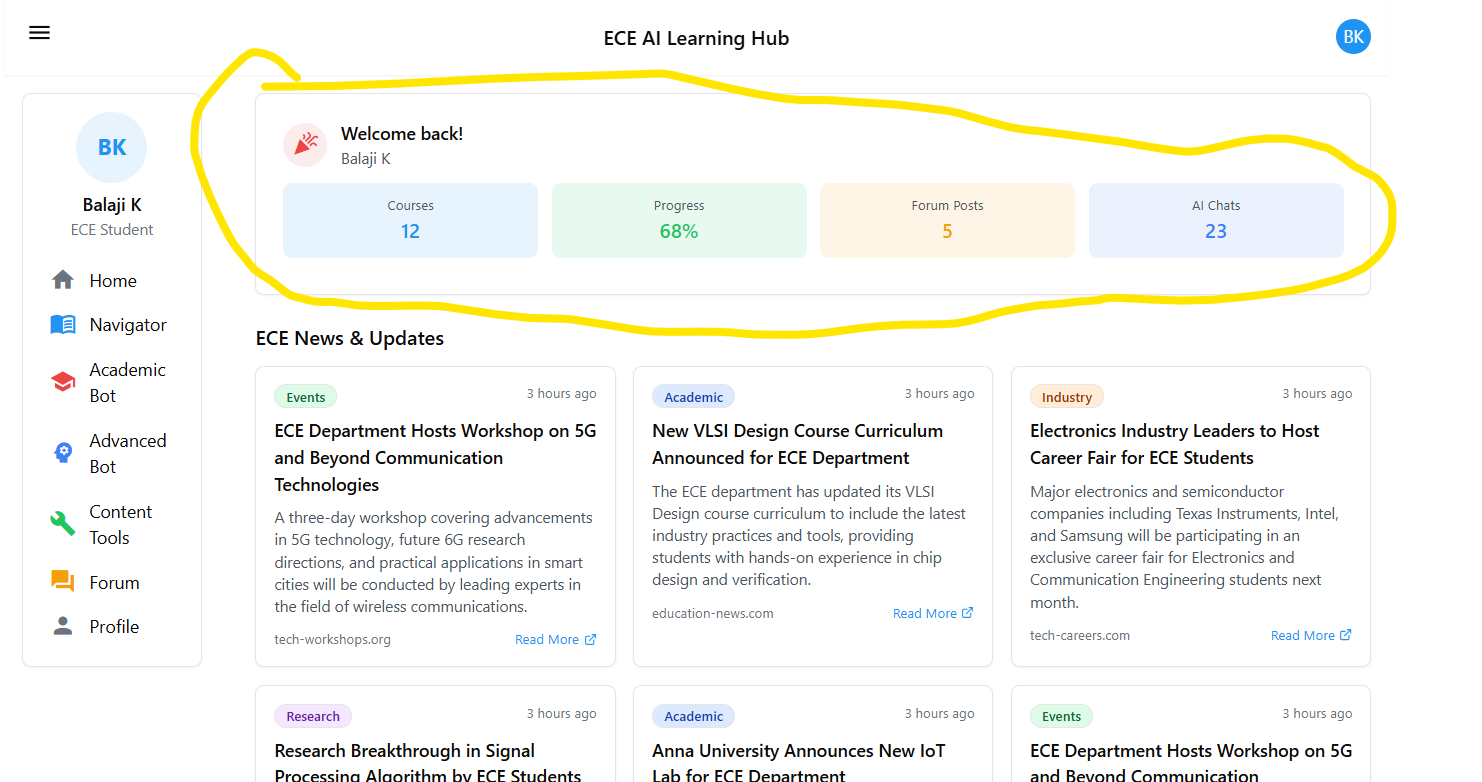 ECE AI Learning Hub
BK
BK
Balaji K
ECE Student
Home
Navigator
Academic
Bot
Advanced
Bot
Content
Tools
Forum
Profile
Welcome back!
Balaji K
Courses
12
Progress
68%
Forum Posts
5
AI Chats
23
ECE News & Updates
Events
3 hours ago
ECE Department Hosts Workshop on 5G
and Beyond Communication
Technologies
A three-day workshop covering advancements
in 5G technology, future 6G research
directions, and practical applications in smart
cities will be conducted by leading experts in
the field of wireless communications.
tech-workshops.org
Read More
Academic
3 hours ago
New VLSI Design Course Curriculum
Announced for ECE Department
The ECE department has updated its VLSI
Design course curriculum to include the latest
industry practices and tools, providing
students with hands-on experience in chip
design and verification.
education-news.com
Read More
Industry
3 hours ago
Electronics Industry Leaders to Host
Career Fair for ECE Students
Major electronics and semiconductor
companies including Texas Instruments, Intel,
and Samsung will be participating in an
exclusive career fair for Electronics and
Communication Engineering students next
month.
tech-careers.com
Read More
Research
3 hours ago
Research Breakthrough in Signal
Processing Algorithm by ECE Students
Academic
3 hours ago
Anna University Announces New IoT
Lab for ECE Department
Events
3 hours ago
ECE Department Hosts Workshop on 5G
and Beyond Communication